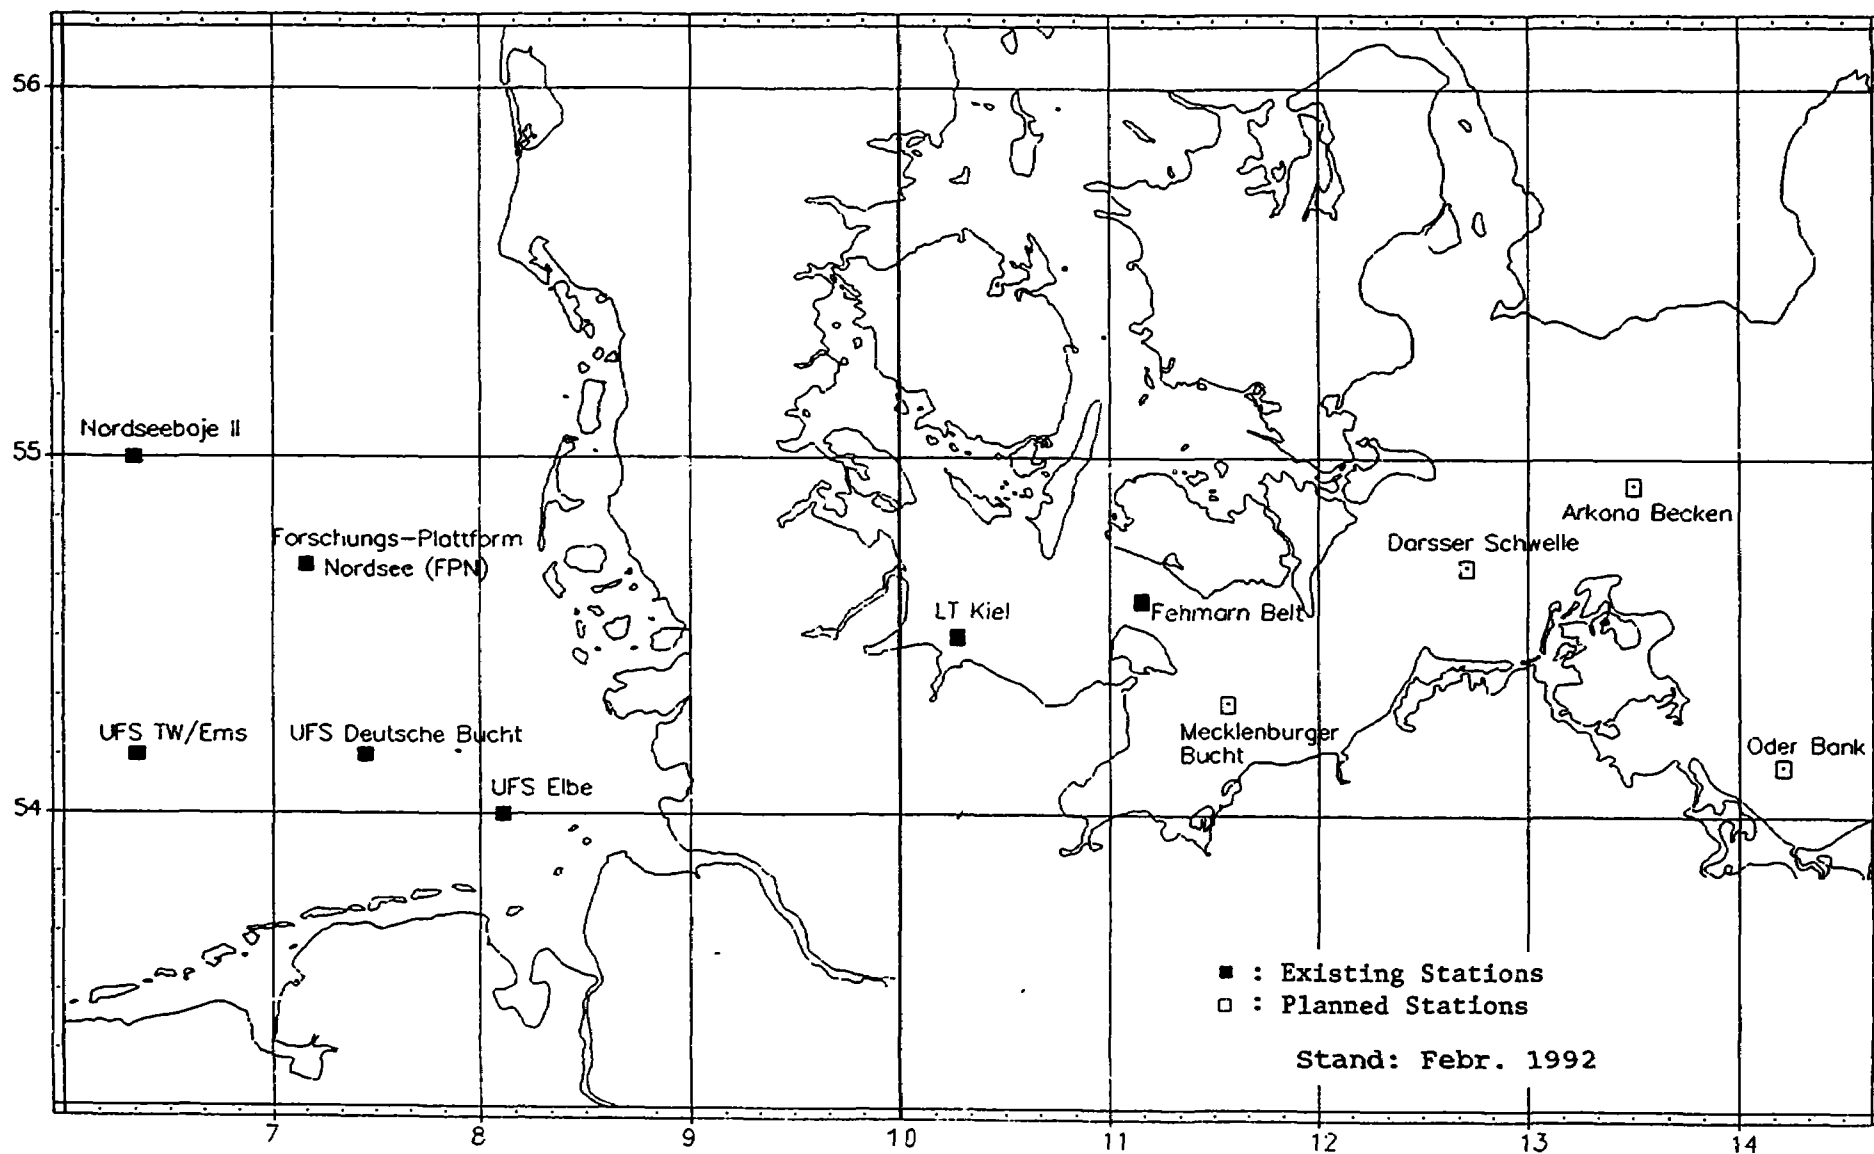 56
Nordseeboje II
55
Arkona Becken
Forschungs-Plattform
Nordsee (FPN)
Darsser Schwelle
LT Kiel
Fehmarn Belt
UFS TW/Ems
UFS Deutsche Bucht
Mecklenburger
Bucht
Oder Bank
UFS Elbe
54
■ : Existing Stations
□ : Planned Stations
Stand: Febr. 1992
7 8 9 10 11 12 13 14